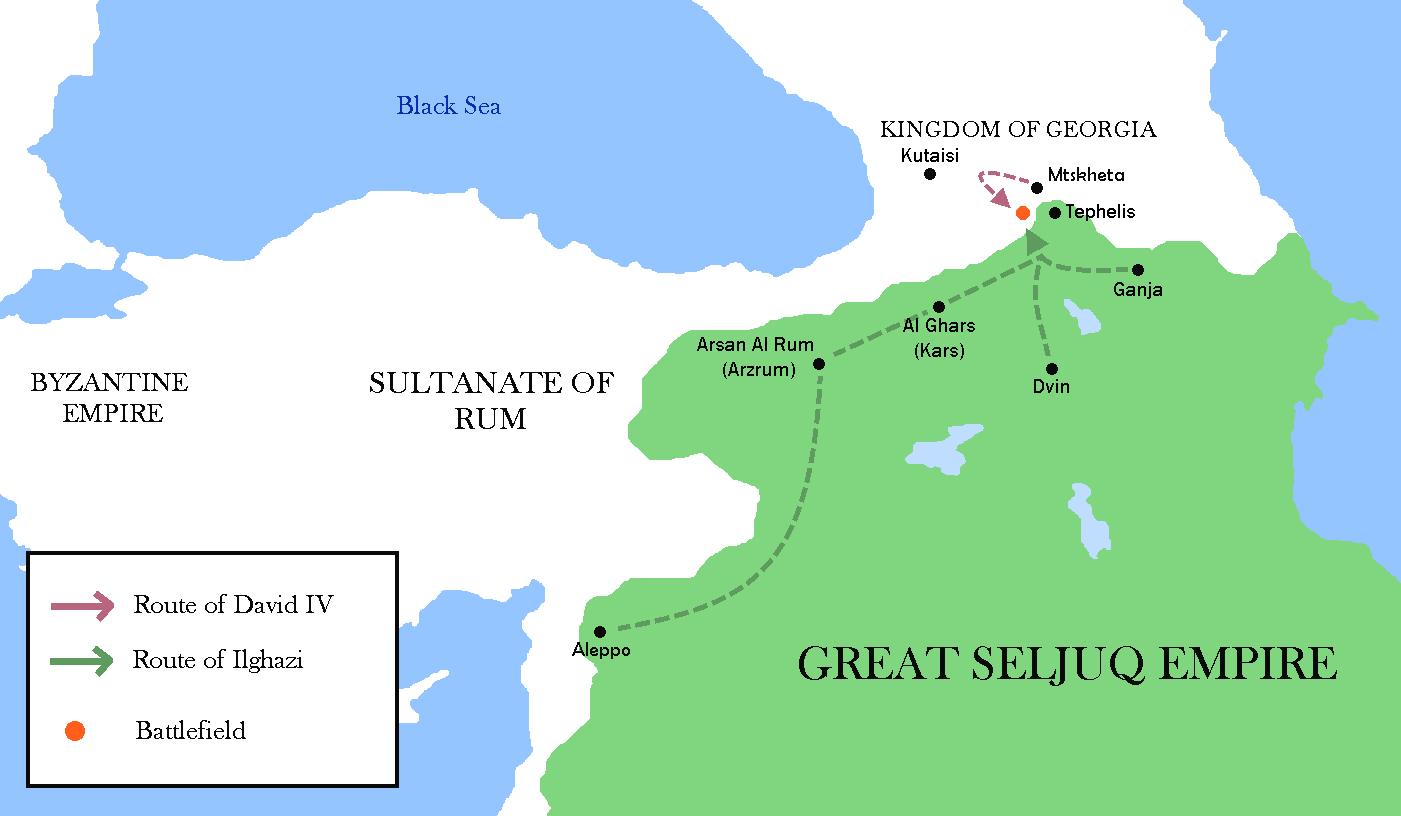 Black Sea
KINGDOM OF GEORGIA
Kutaisi
Mtskheta
Tephelis
Ganja
Al Ghars
(Kars)
Arsan Al Rum
(Arzrum)
Dvin
BYZANTINE
EMPIRE
SULTANATE OF
RUM
Aleppo
GREAT SELJUQ EMPIRE
Route of David IV
Route of Ilghazi
Battlefield